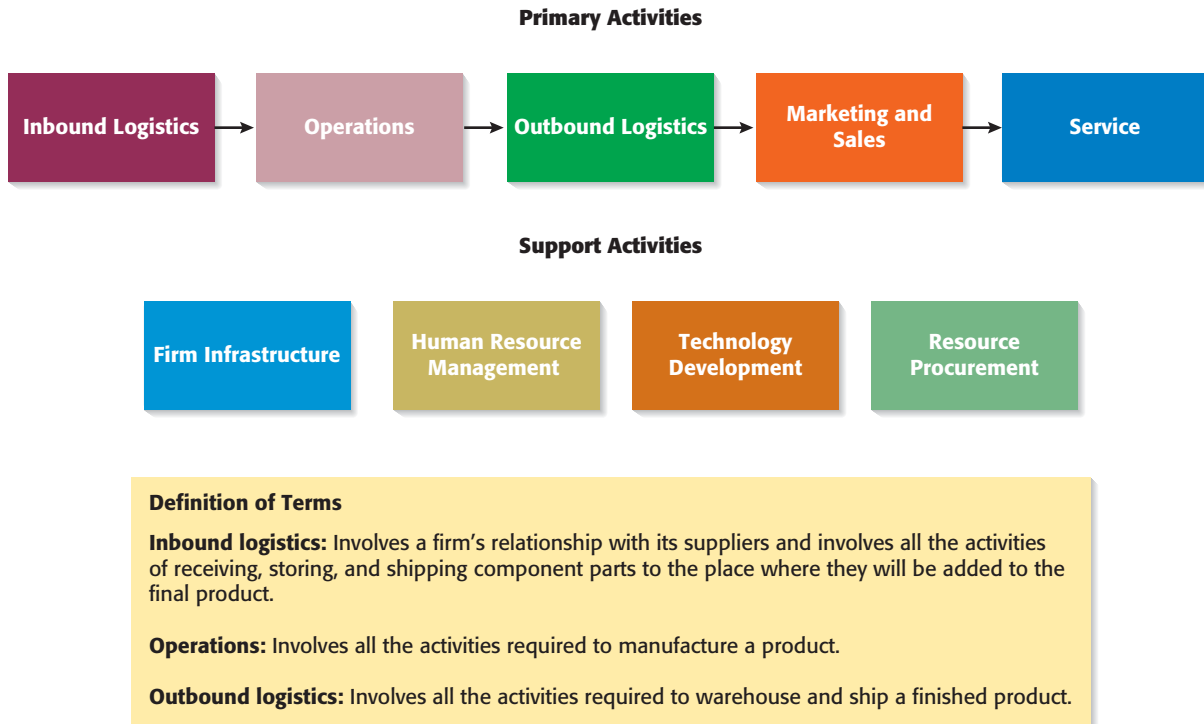 Primary Activities
Inbound Logistics
Operations
Outbound Logistics
Marketing and
Sales
Service
Support Activities
Firm Infrastructure
Human Resource
Management
Technology
Development
Resource
Procurement
Definition of Terms
Inbound logistics: Involves a firm’s relationship with its suppliers and involves all the activities
of receiving, storing, and shipping component parts to the place where they will be added to the
final product.
Operations: Involves all the activities required to manufacture a product.
Outbound logistics: Involves all the activities required to warehouse and ship a finished product.